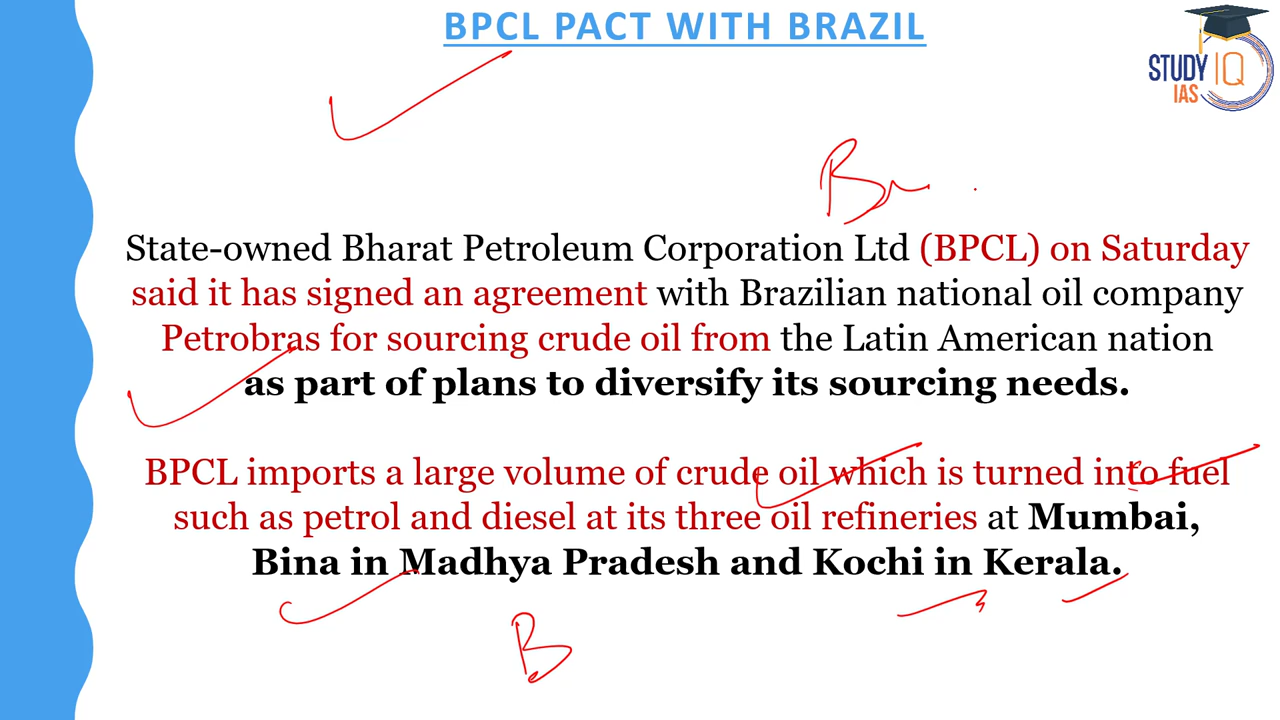 BPCL PACT WITH BRAZIL
STUDY IQ
IAS
Br
State-owned Bharat Petroleum Corporation Ltd (BPCL) on Saturday
said it has signed an agreement with Brazilian national oil company
Petrobras for sourcing crude oil from the Latin American nation
as part of plans to diversify its sourcing needs.
BPCL imports a large volume of crude oil which is turned into fuel
such as petrol and diesel at its three oil refineries at Mumbai,
Bina in Madhya Pradesh and Kochi in Kerala.
B